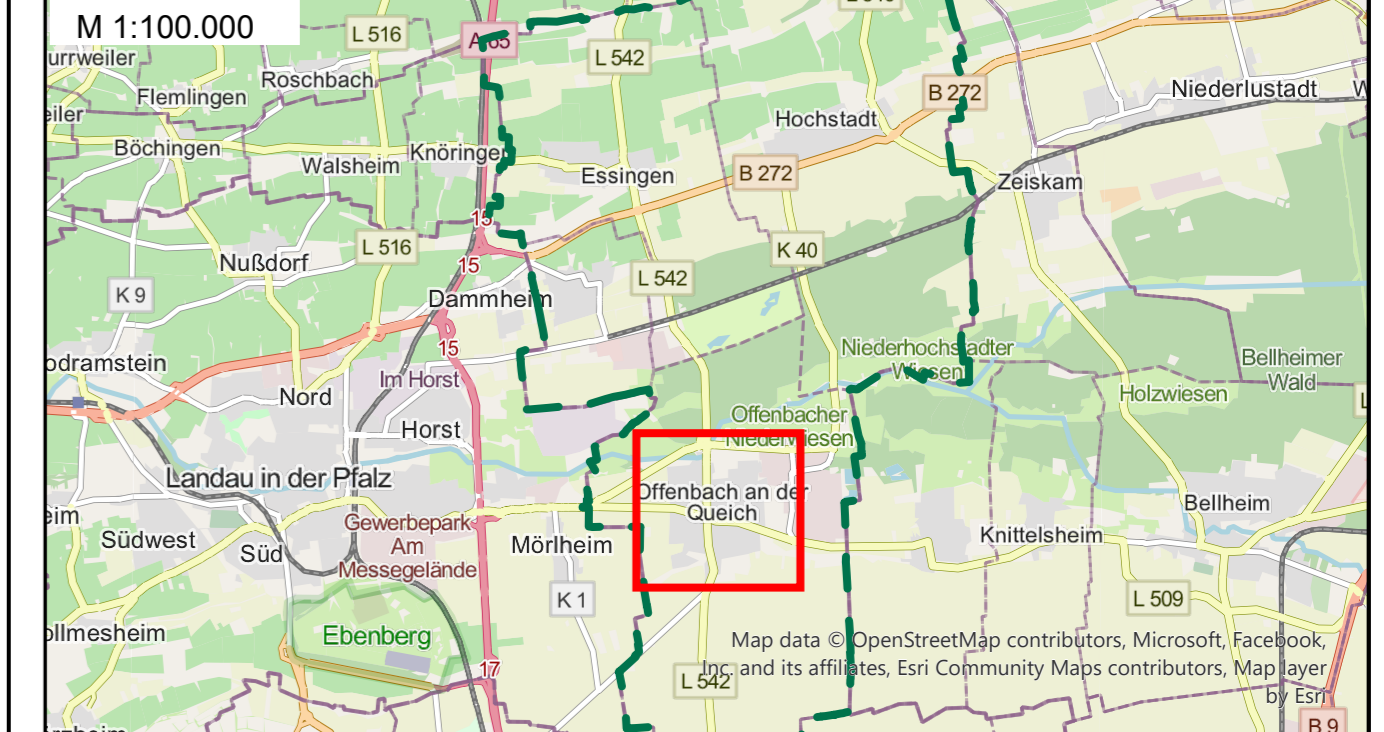 M 1:100.000
L 516
A 65
L 542
urrweiler
Roschbach
Flemlingen
B 272
Niederlustadt
eiler
Hochstadt
Böchingen
Walsheim
Knöringe
Essingen
B 272
Zeiskam
15
L 516
K 40
Nußdorf
15
L 542
K 9
Dammheim
15
Niederhochstadter
Wiesen
Bellheimer
Wald
odramstein
Im Horst
Nord
Holzwiesen
Offenbacher
Niederwiesen
Horst
Landau in der Pfalz
Offenbach an der
Queich
Bellheim
eim
Gewerbepark
Am
Messegelände
Südwest
Süd
Mörlheim
Knittelsheim
K 1
L 509
ollmesheim
Ebenberg
17
L 542
Map data © OpenStreetMap contributors, Microsoft, Facebook,
Inc. and its affiliates, Esri Community Maps contributors, Map layer
by Esri
B 9